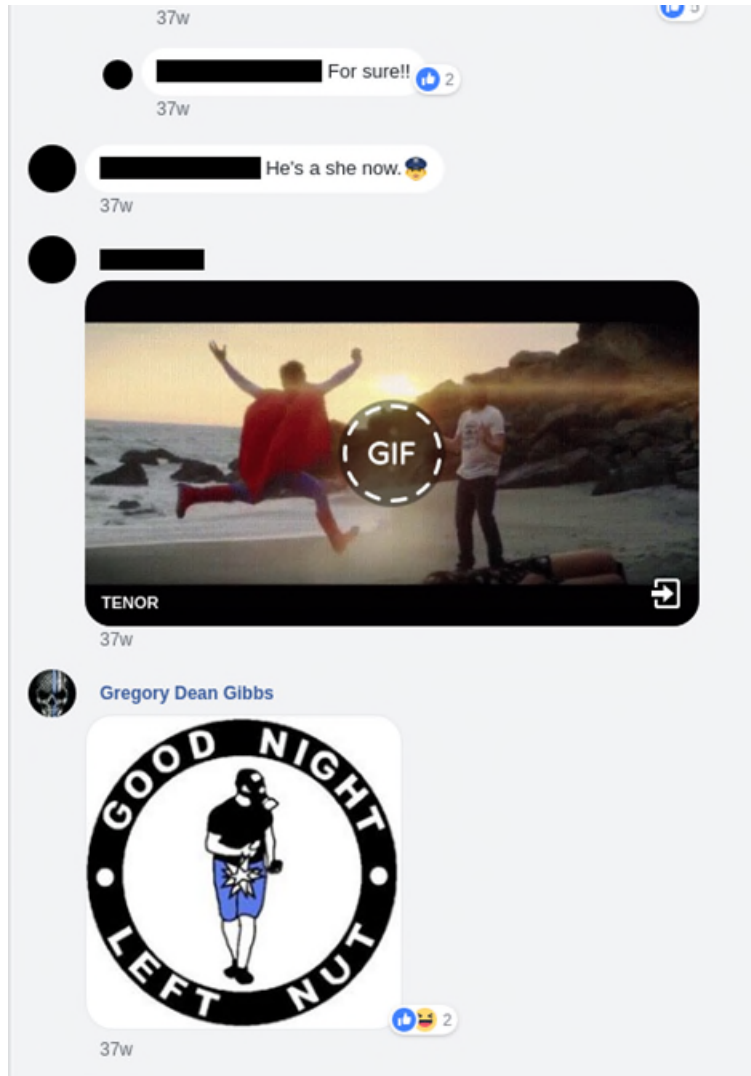 37w
5
For sure!!
2
37w
He's a she now.
37w
GIF
TENOR
37w
Gregory Dean Gibbs
GOOD NIGHT
LEFT NUT
2
37w